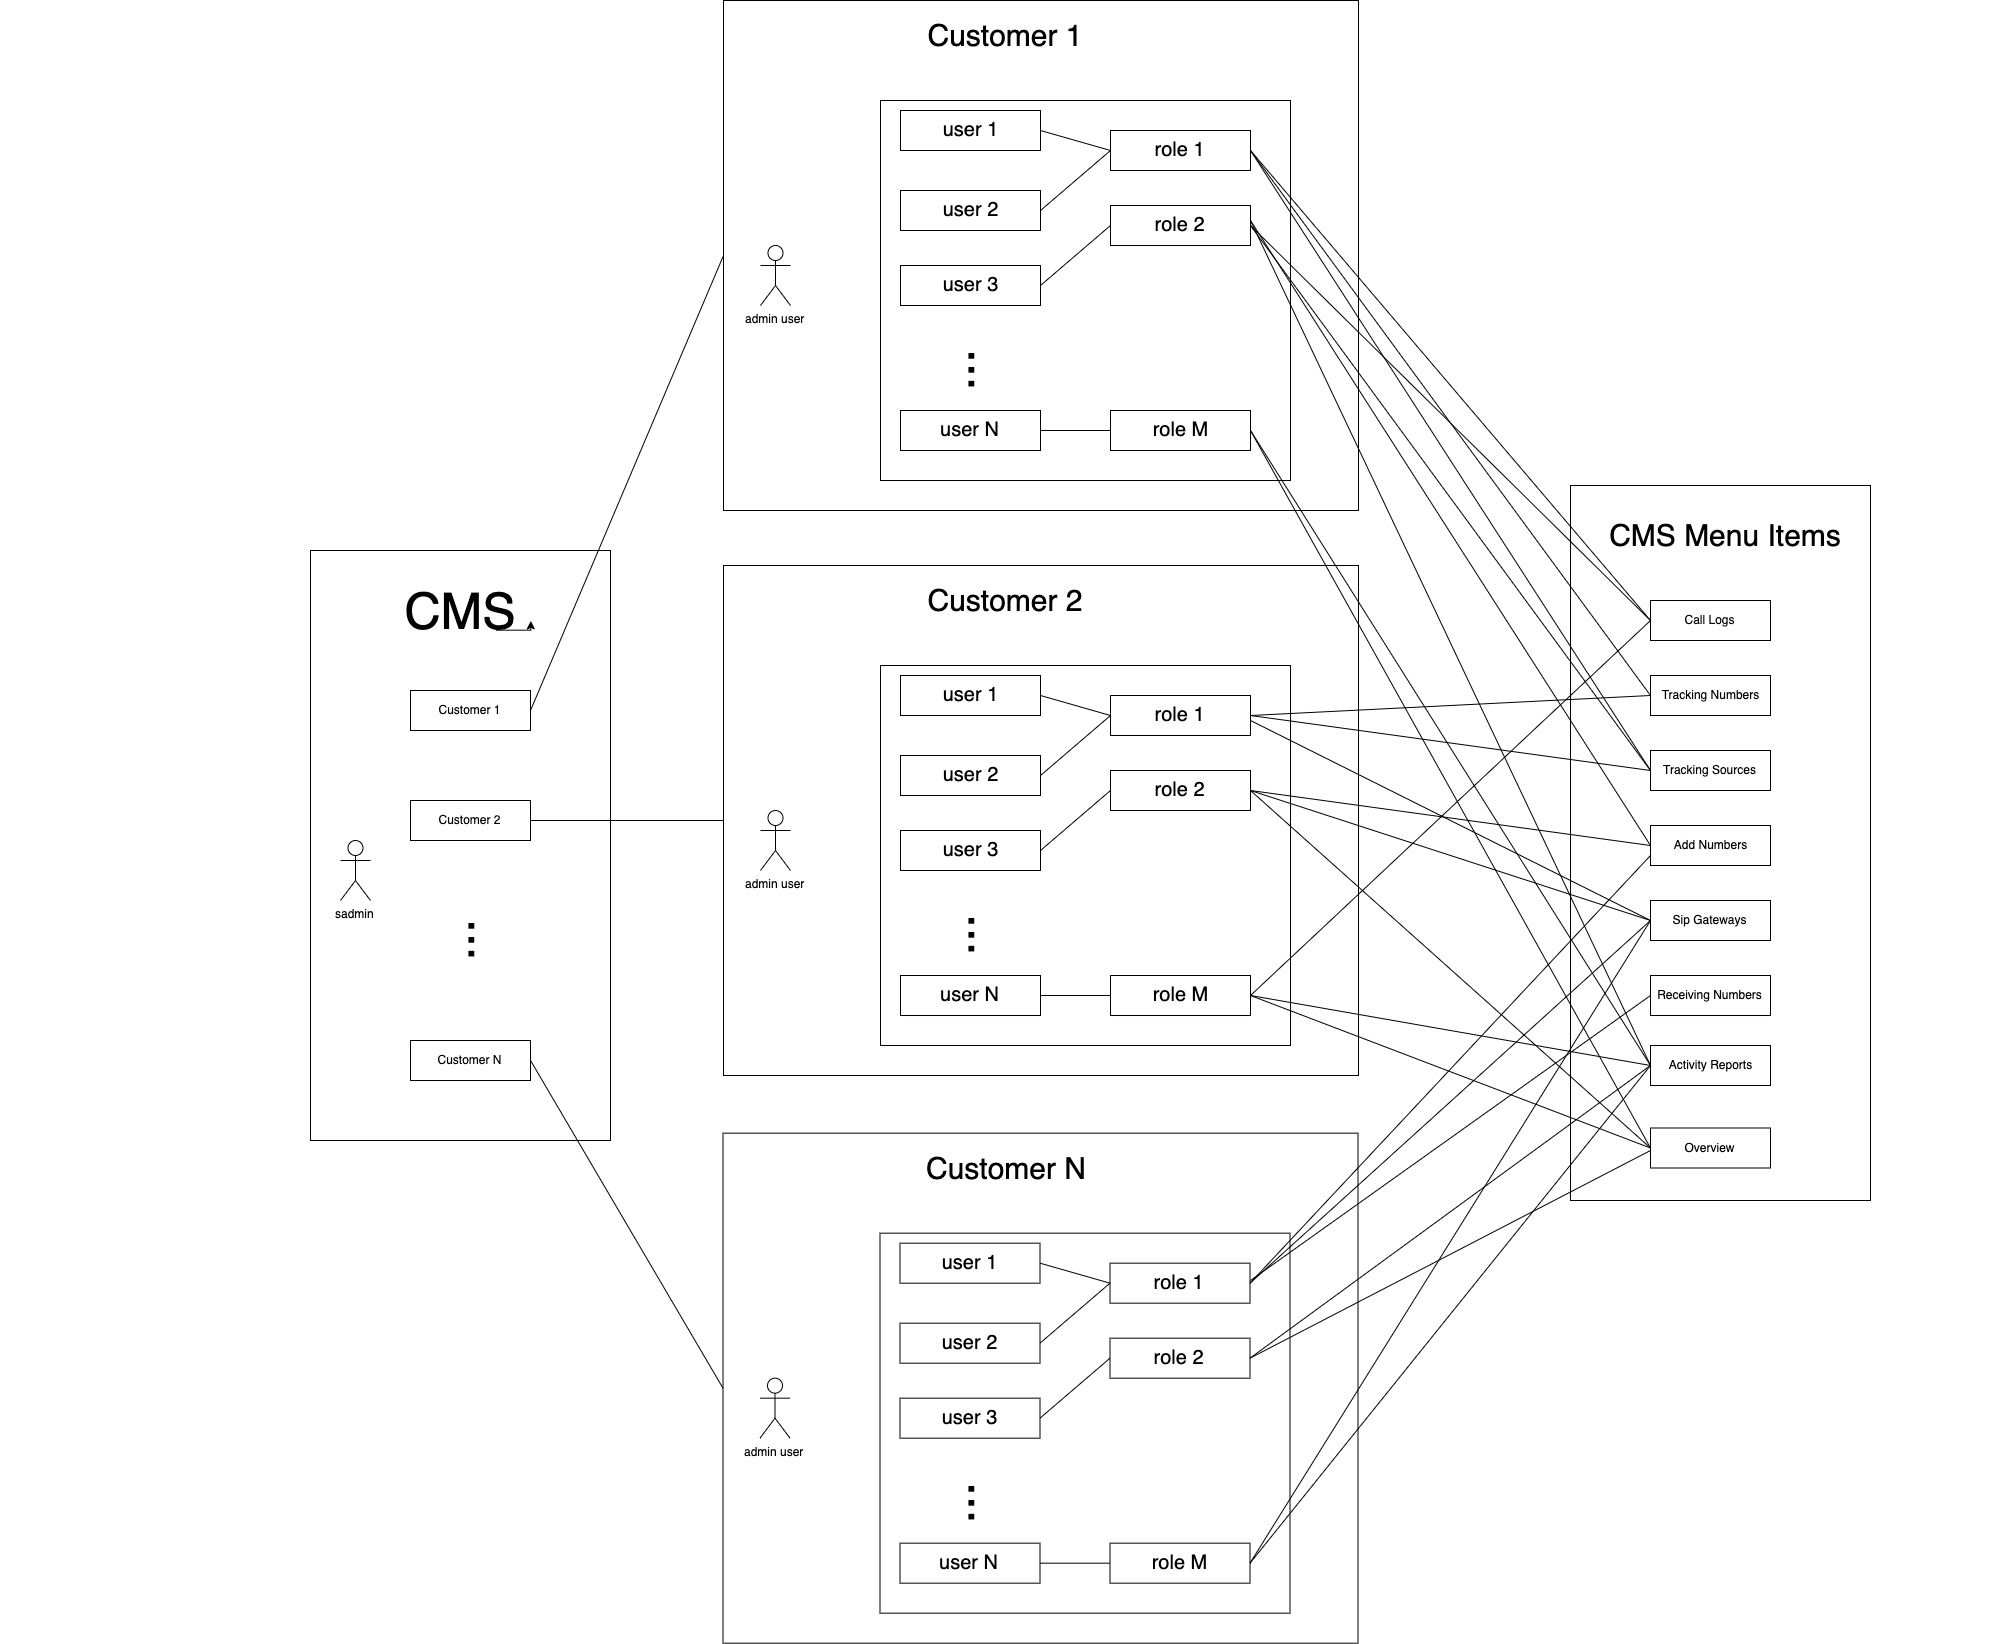 Customer 1
user 1
role 1
user 2
role 2
user 3
admin user
user N
role M
CMS
Customer 1
Customer 2
sadmin
Customer N
Customer 2
user 1
role 1
user 2
role 2
user 3
admin user
user N
role M
Customer N
user 1
role 1
user 2
role 2
user 3
admin user
user N
role M
CMS Menu Items
Call Logs
Tracking Numbers
Tracking Sources
Add Numbers
Sip Gateways
Receiving Numbers
Activity Reports
Overview